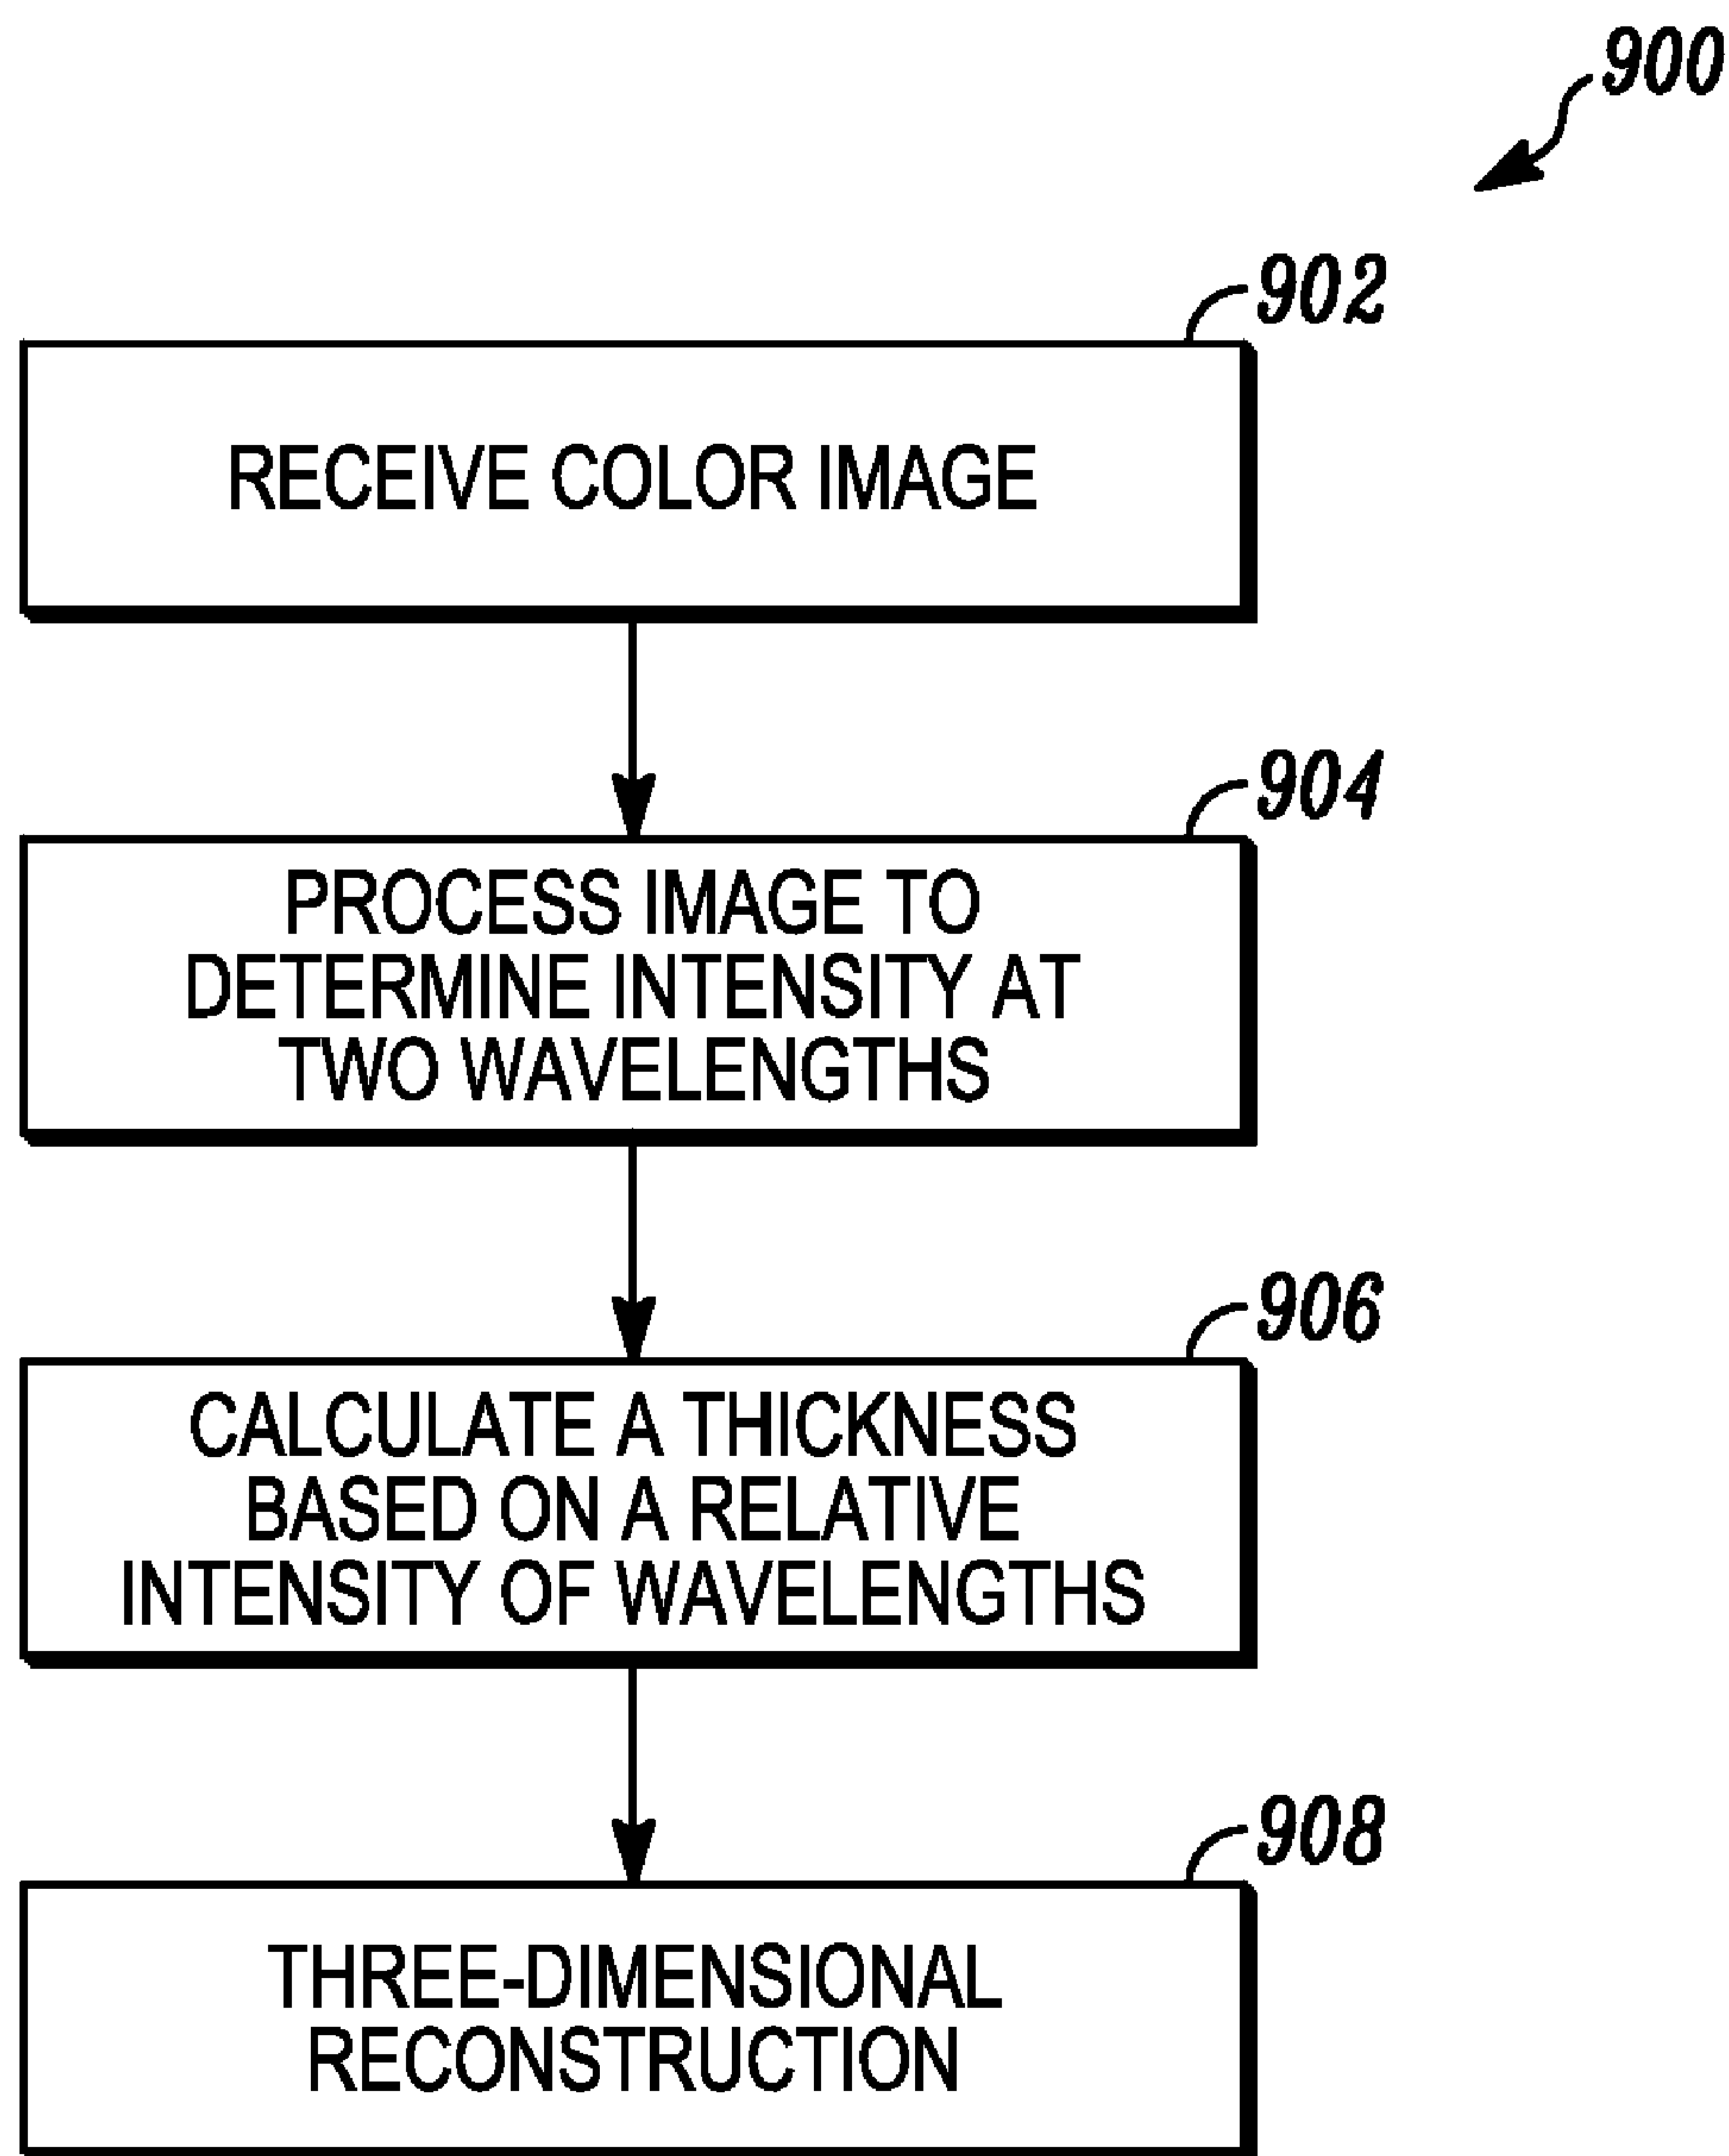 900
902
RECEIVE COLOR IMAGE
904
PROCESS IMAGE TO
DETERMINE INTENSITY AT
TWO WAVELENGTHS
906
CALCULATE A THICKNESS
BASED ON A RELATIVE
INTENSITY OF WAVELENGTHS
908
THREE-DIMENSIONAL
RECONSTRUCTION